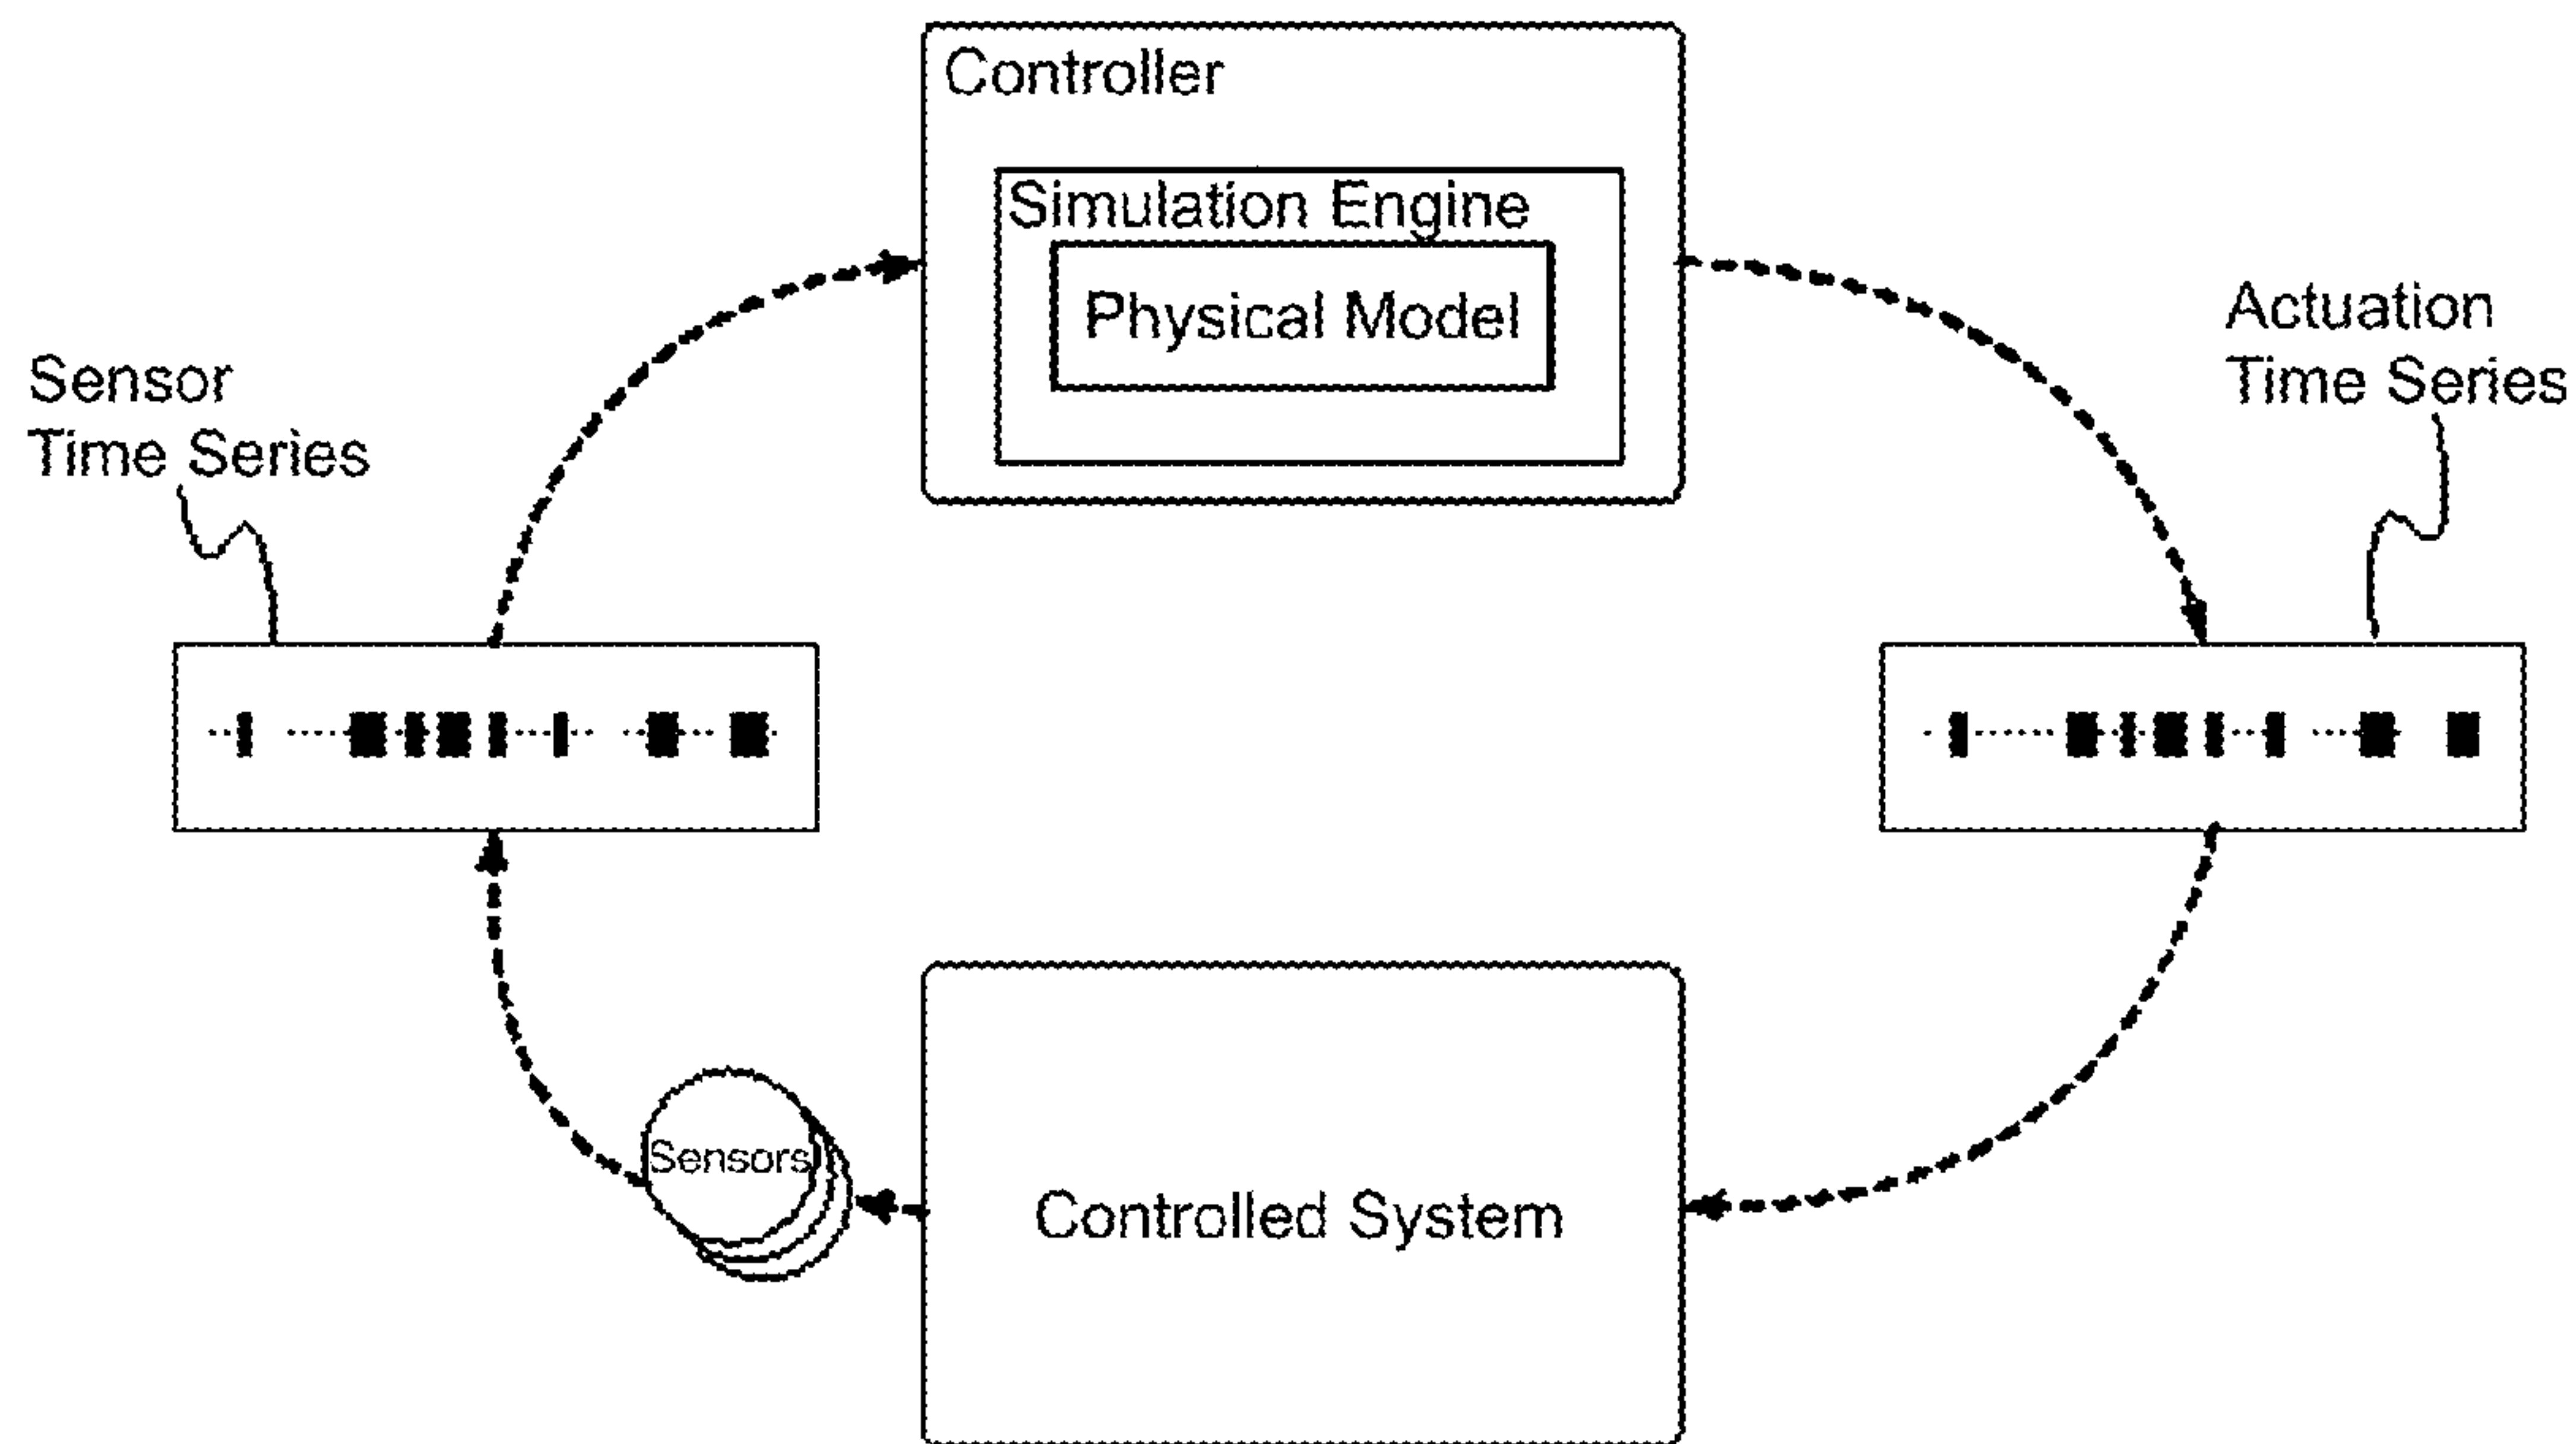 Controller
Simulation Engine
Physical Model
Sensor
Time Series
Actuation
Time Series
Sensors
Controlled System